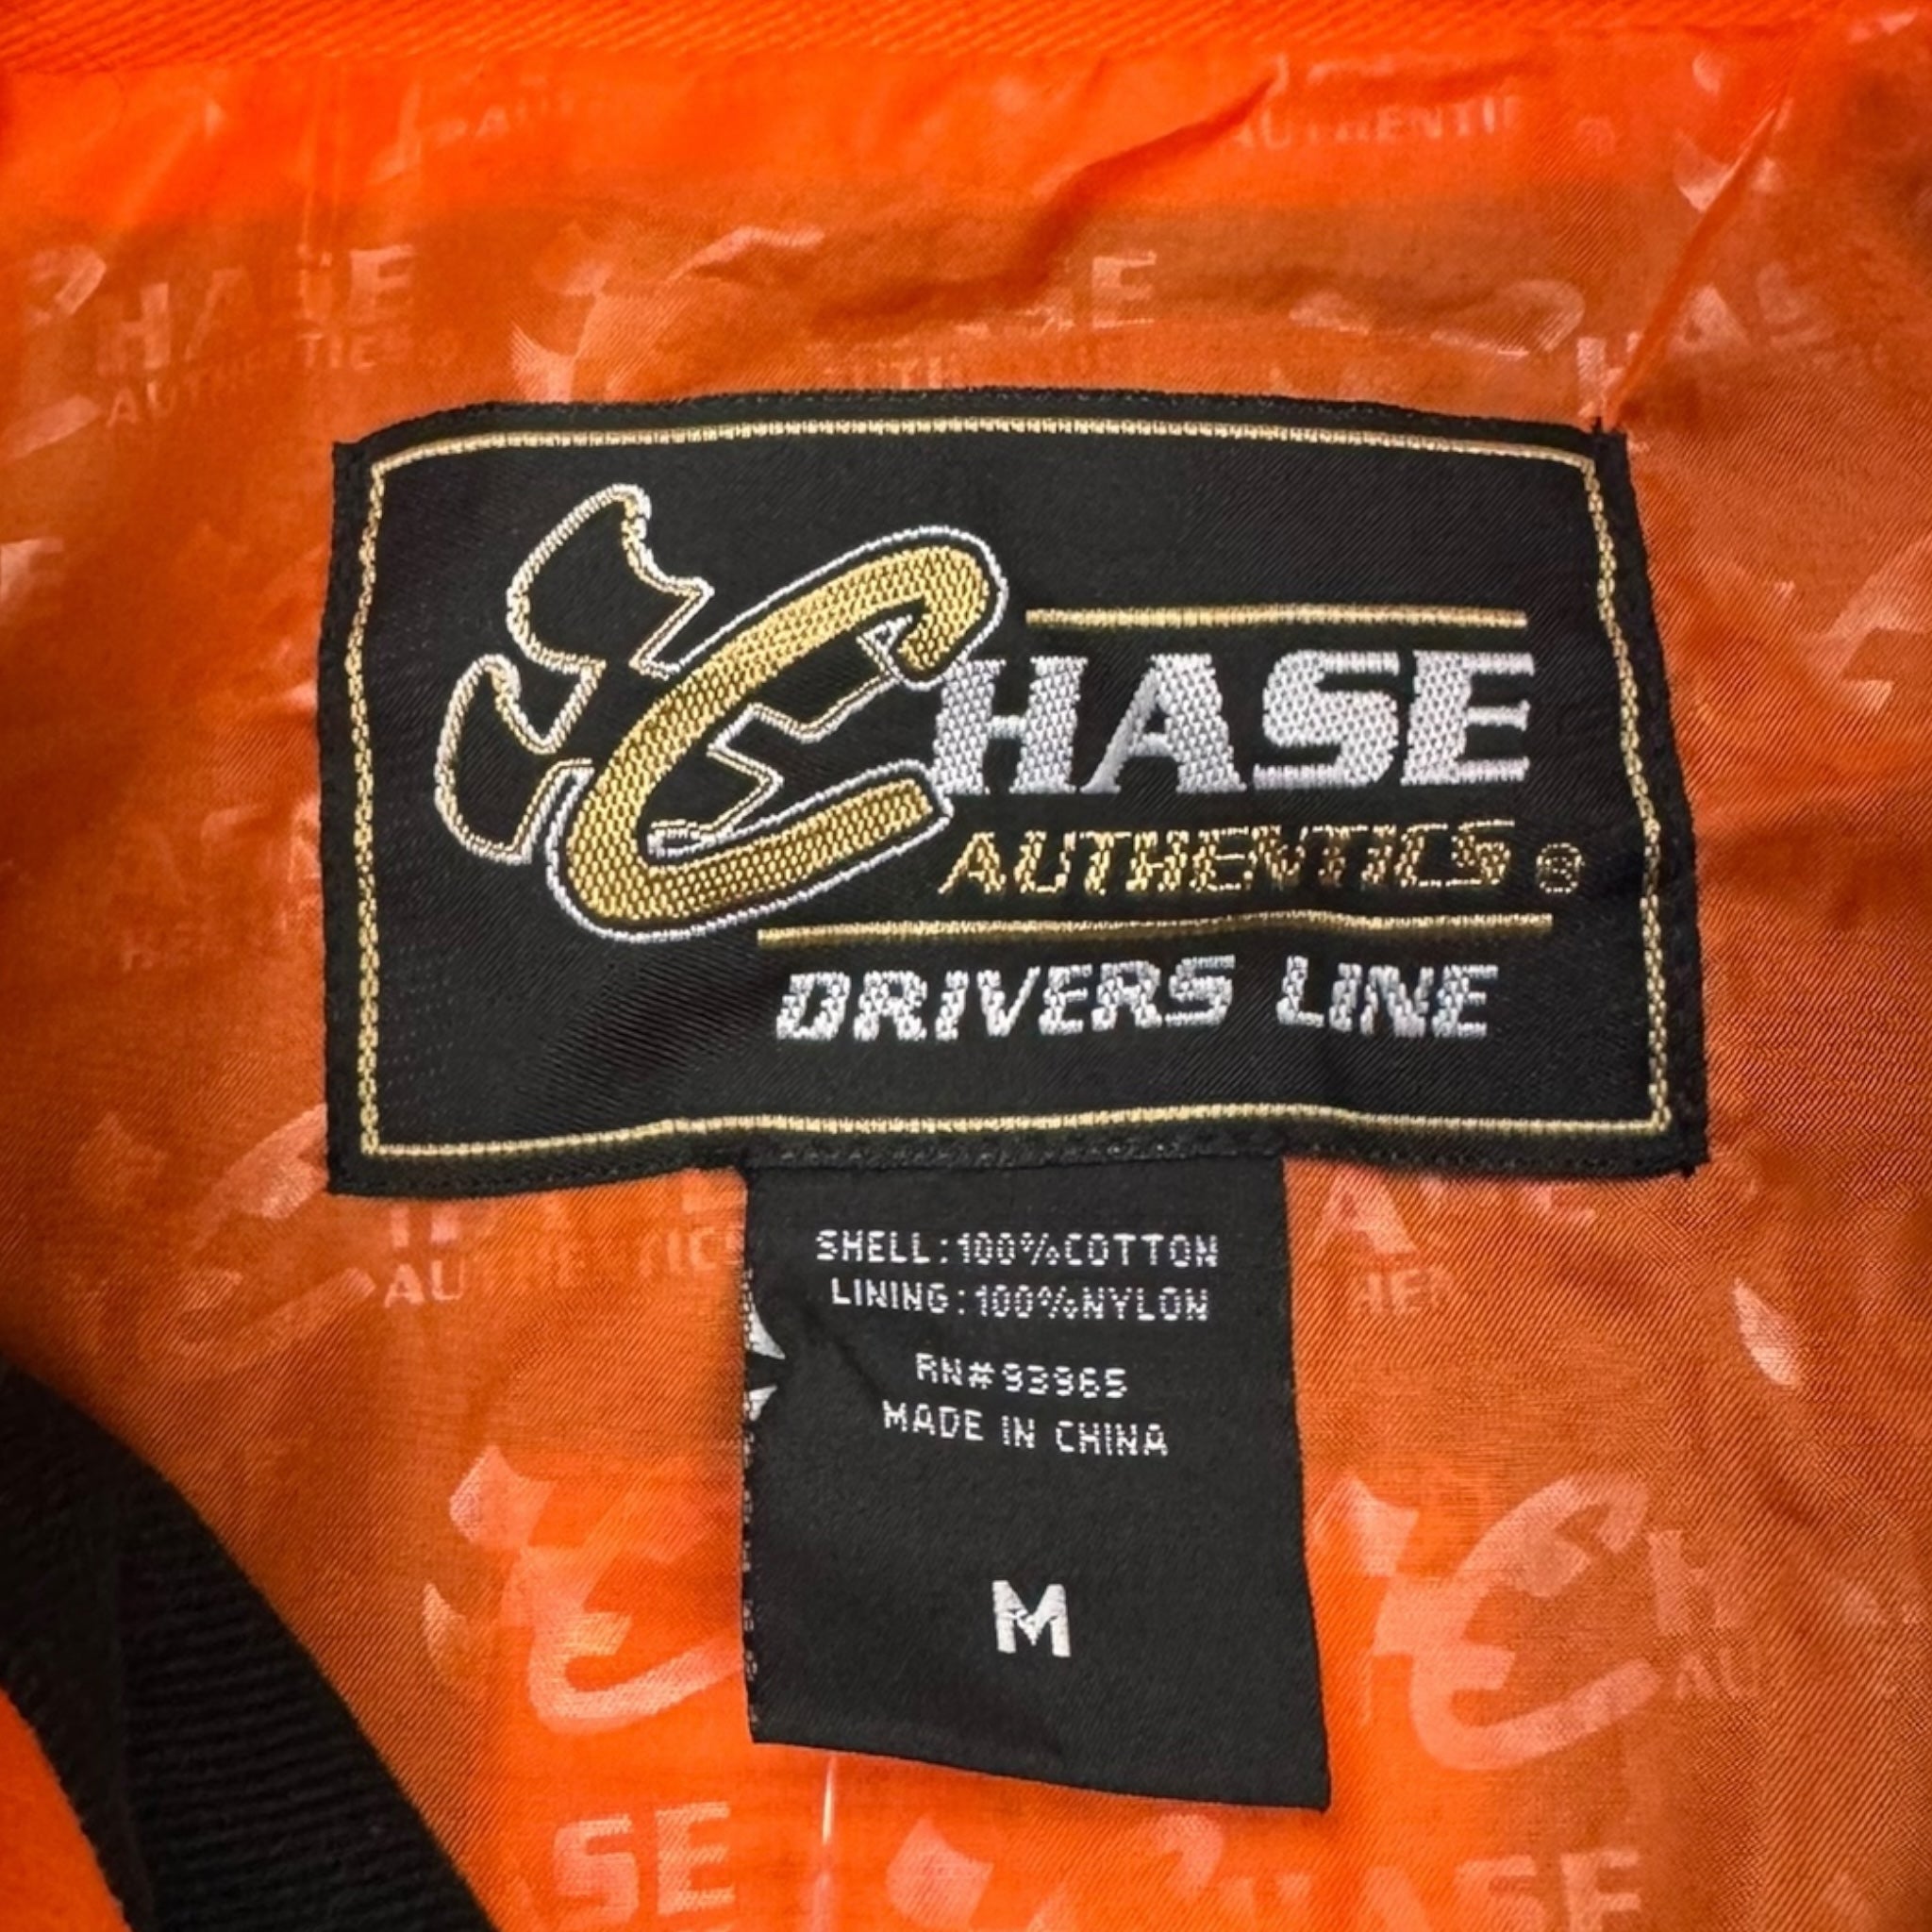 CHASE
AUTHENTICS ®
DRIVERS LINE
SHELL:100%COTTON
LINING:100%NYLON
RN#93965
MADE IN CHINA
M